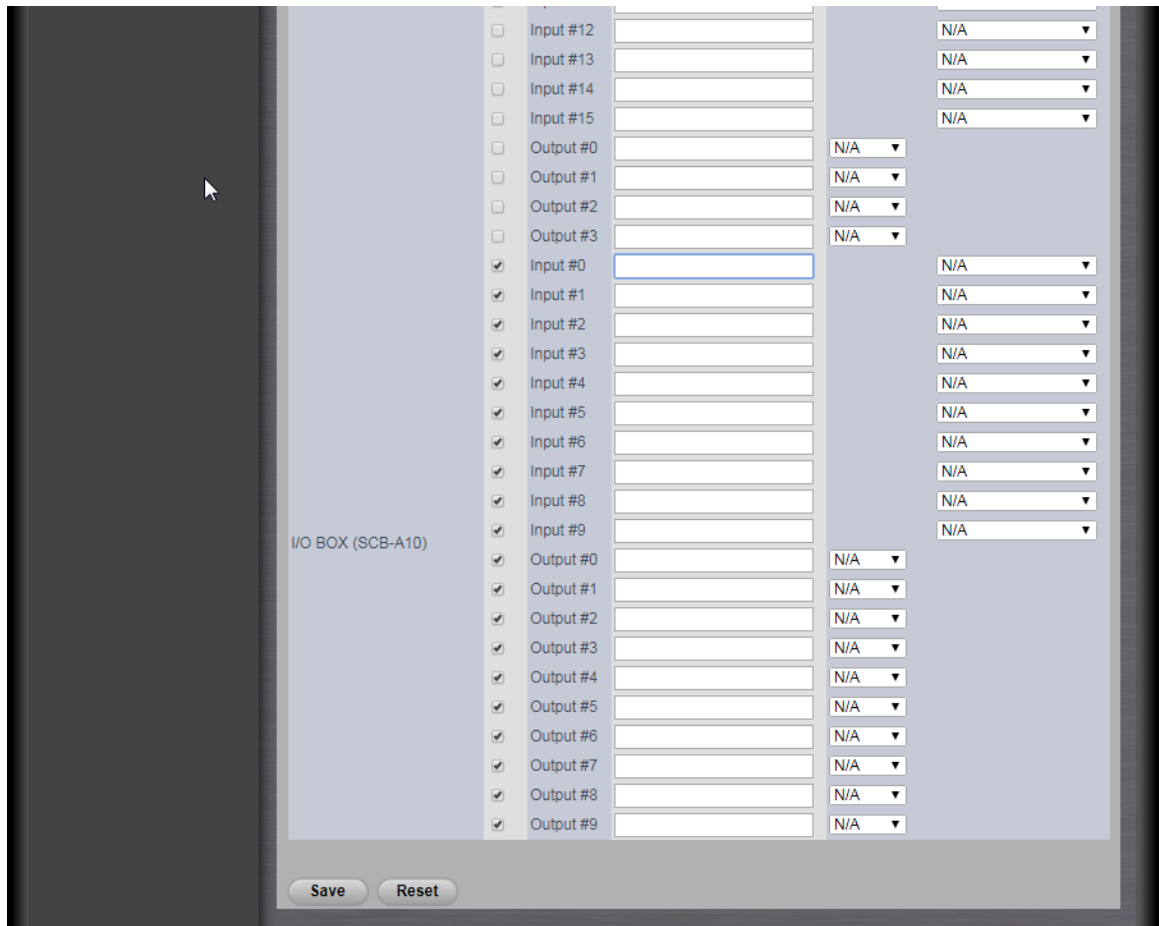 Input #12 N/A
Input #13 N/A
Input #14 N/A
Input #15 N/A
Output #0 N/A
Output #1 N/A
Output #2 N/A
Output #3 N/A
Input #0 N/A
Input #1 N/A
Input #2 N/A
Input #3 N/A
Input #4 N/A
Input #5 N/A
Input #6 N/A
Input #7 N/A
Input #8 N/A
Input #9 N/A
I/O BOX (SCB-A10)
Output #0 N/A
Output #1 N/A
Output #2 N/A
Output #3 N/A
Output #4 N/A
Output #5 N/A
Output #6 N/A
Output #7 N/A
Output #8 N/A
Output #9 N/A
Save Reset